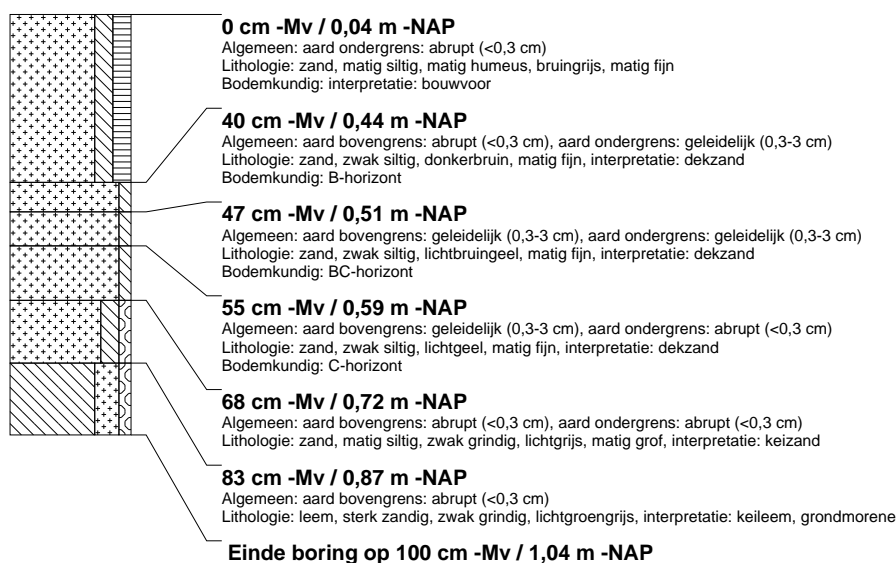 0 cm -Mv / 0,04 m -NAP
Algemeen: aard ondergrens: abrupt (<0,3 cm)
Lithologie: zand, matig siltig, matig humeus, bruingrijs, matig fijn
Bodemkundig: interpretatie: bouwvoor
40 cm -Mv / 0,44 m -NAP
Algemeen: aard bovengrens: abrupt (<0,3 cm), aard ondergrens: geleidelijk (0,3-3 cm)
Lithologie: zand, zwak siltig, donkerbruin, matig fijn, interpretatie: dekzand
Bodemkundig: B-horizont
47 cm -Mv / 0,51 m -NAP
Algemeen: aard bovengrens: geleidelijk (0,3-3 cm), aard ondergrens: geleidelijk (0,3-3 cm)
Lithologie: zand, zwak siltig, lichtbruingeel, matig fijn, interpretatie: dekzand
Bodemkundig: BC-horizont
55 cm -Mv / 0,59 m -NAP
Algemeen: aard bovengrens: geleidelijk (0,3-3 cm), aard ondergrens: abrupt (<0,3 cm)
Lithologie: zand, zwak siltig, lichtgeel, matig fijn, interpretatie: dekzand
Bodemkundig: C-horizont
68 cm -Mv / 0,72 m -NAP
Algemeen: aard bovengrens: abrupt (<0,3 cm), aard ondergrens: abrupt (<0,3 cm)
Lithologie: zand, matig siltig, zwak grindig, lichtgrijs, matig grof, interpretatie: keizand
83 cm -Mv / 0,87 m -NAP
Algemeen: aard bovengrens: abrupt (<0,3 cm)
Lithologie: leem, sterk zandig, zwak grindig, lichtgroengrijs, interpretatie: keileem, grondmorene
Einde boring op 100 cm -Mv / 1,04 m -NAP